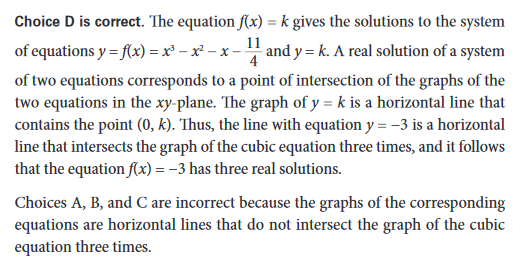 Choice D is correct. The equation f(x) = k gives the solutions to the system
of equations y = f(x) = x³ – x² – x – 11/4 and y = k. A real solution of a system
of two equations corresponds to a point of intersection of the graphs of the
two equations in the xy-plane. The graph of y = k is a horizontal line that
contains the point (0, k). Thus, the line with equation y = –3 is a horizontal
line that intersects the graph of the cubic equation three times, and it follows
that the equation f(x) = –3 has three real solutions.
Choices A, B, and C are incorrect because the graphs of the corresponding
equations are horizontal lines that do not intersect the graph of the cubic
equation three times.